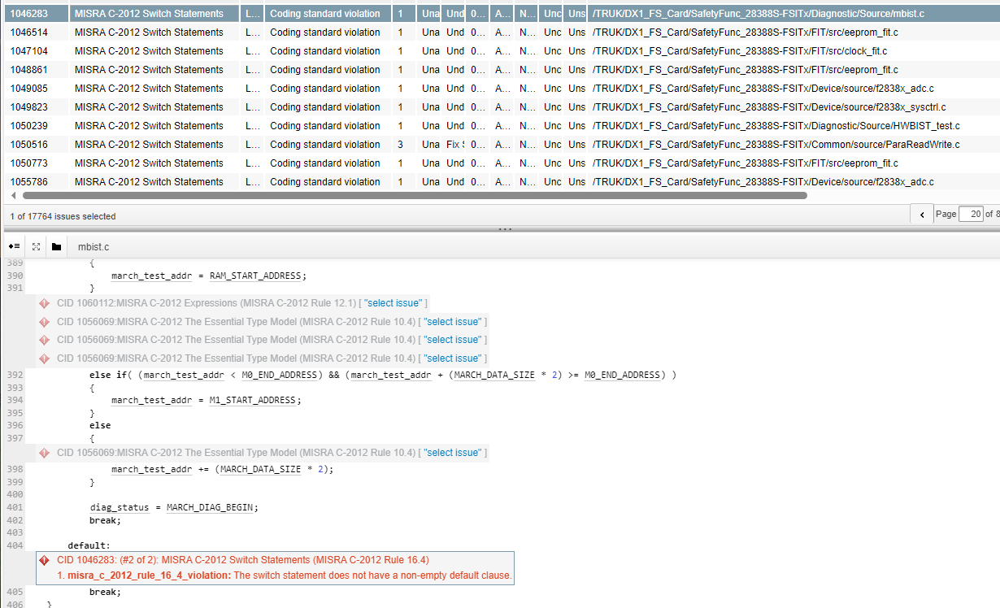 1046283 MISRA C-2012 Switch Statements L... Coding standard violation 1 Una Und 0... A... N... Unc Uns /TRUK/DX1_FS_Card/SafetyFunc_28388S-FSITx/Diagnostic/Source/mbist.c
1046514 MISRA C-2012 Switch Statements L... Coding standard violation 1 Una Und 0... A... N... Unc Uns /TRUK/DX1_FS_Card/SafetyFunc_28388S-FSITx/FIT/src/eeprom_fit.c
1047104 MISRA C-2012 Switch Statements L... Coding standard violation 1 Una Und 0... A... N... Unc Uns /TRUK/DX1_FS_Card/SafetyFunc_28388S-FSITx/FIT/src/clock_fit.c
1048861 MISRA C-2012 Switch Statements L... Coding standard violation 1 Una Und 0... A... N... Unc Uns /TRUK/DX1_FS_Card/SafetyFunc_28388S-FSITx/FIT/src/eeprom_fit.c
1049085 MISRA C-2012 Switch Statements L... Coding standard violation 1 Una Und 0... A... N... Unc Uns /TRUK/DX1_FS_Card/SafetyFunc_28388S-FSITx/Device/source/f2838x_adc.c
1049823 MISRA C-2012 Switch Statements L... Coding standard violation 1 Una Und 0... A... N... Unc Uns /TRUK/DX1_FS_Card/SafetyFunc_28388S-FSITx/Device/source/f2838x_sysctrl.c
1050239 MISRA C-2012 Switch Statements L... Coding standard violation 1 Una Und 0... A... N... Unc Uns /TRUK/DX1_FS_Card/SafetyFunc_28388S-FSITx/Diagnostic/Source/HWBIST_test.c
1050516 MISRA C-2012 Switch Statements L... Coding standard violation 3 Una Fix 0... A... N... Unc Uns /TRUK/DX1_FS_Card/SafetyFunc_28388S-FSITx/Common/source/ParaReadWrite.c
1050773 MISRA C-2012 Switch Statements L... Coding standard violation 1 Una Und 0... A... N... Unc Uns /TRUK/DX1_FS_Card/SafetyFunc_28388S-FSITx/FIT/src/eeprom_fit.c
1055786 MISRA C-2012 Switch Statements L... Coding standard violation 1 Una Und 0... A... N... Unc Uns /TRUK/DX1_FS_Card/SafetyFunc_28388S-FSITx/Device/source/f2838x_adc.c
1 of 17764 issues selected Page 20 of 8
mbist.c
389 {
390 march_test_addr = RAM_START_ADDRESS;
391 }
CID 1060112:MISRA C-2012 Expressions (MISRA C-2012 Rule 12.1) [ "select issue" ]
CID 1056069:MISRA C-2012 The Essential Type Model (MISRA C-2012 Rule 10.4) [ "select issue" ]
CID 1056069:MISRA C-2012 The Essential Type Model (MISRA C-2012 Rule 10.4) [ "select issue" ]
CID 1056069:MISRA C-2012 The Essential Type Model (MISRA C-2012 Rule 10.4) [ "select issue" ]
392 else if( (march_test_addr < M0_END_ADDRESS) && (march_test_addr + (MARCH_DATA_SIZE * 2) >= M0_END_ADDRESS) )
393 {
394 march_test_addr = M1_START_ADDRESS;
395 }
396 else
397 {
CID 1056069:MISRA C-2012 The Essential Type Model (MISRA C-2012 Rule 10.4) [ "select issue" ]
398 march_test_addr += (MARCH_DATA_SIZE * 2);
399 }
400
401 diag_status = MARCH_DIAG_BEGIN;
402 break;
403
404 default:
CID 1046283: (#2 of 2): MISRA C-2012 Switch Statements (MISRA C-2012 Rule 16.4)
1. misra_c_2012_rule_16_4_violation: The switch statement does not have a non-empty default clause.
405 break;
406 }